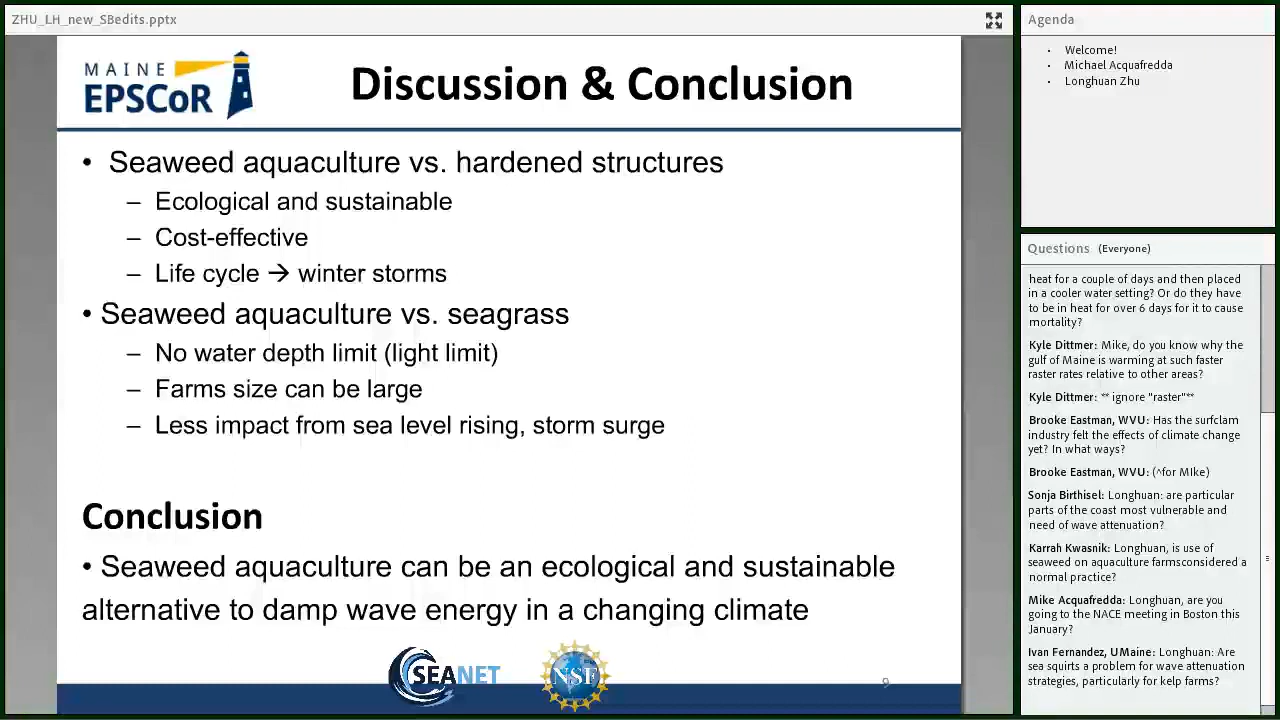 ZHU_LH_new_SBedits.pptx
MAINE
EPSCoR
Discussion & Conclusion
• Seaweed aquaculture vs. hardened structures
– Ecological and sustainable
– Cost-effective
– Life cycle → winter storms
• Seaweed aquaculture vs. seagrass
– No water depth limit (light limit)
– Farms size can be large
– Less impact from sea level rising, storm surge
Conclusion
• Seaweed aquaculture can be an ecological and sustainable
alternative to damp wave energy in a changing climate
SEANET
NSF
9
Agenda
• Welcome!
• Michael Acquafredda
• Longhuan Zhu
Questions (Everyone)
heat for a couple of days and then placed
in a cooler water setting? Or do they have
to be in heat for over 6 days for it to cause
mortality?
Kyle Dittmer: Mike, do you know why the
gulf of Maine is warming at such faster
raster rates relative to other areas?
Kyle Dittmer: ** ignore "raster"**
Brooke Eastman, WVU: Has the surfclam
industry felt the effects of climate change
yet? In what ways?
Brooke Eastman, WVU: (^for MIke)
Sonja Birthisel: Longhuan: are particular
parts of the coast most vulnerable and
need of wave attenuation?
Karrah Kwasnik: Longhuan, is use of
seaweed on aquaculture farmsconsidered a
normal practice?
Mike Acquafredda: Longhuan, are you
going to the NACE meeting in Boston this
January?
Ivan Fernandez, UMaine: Longhuan: Are
sea squirts a problem for wave attenuation
strategies, particularly for kelp farms?